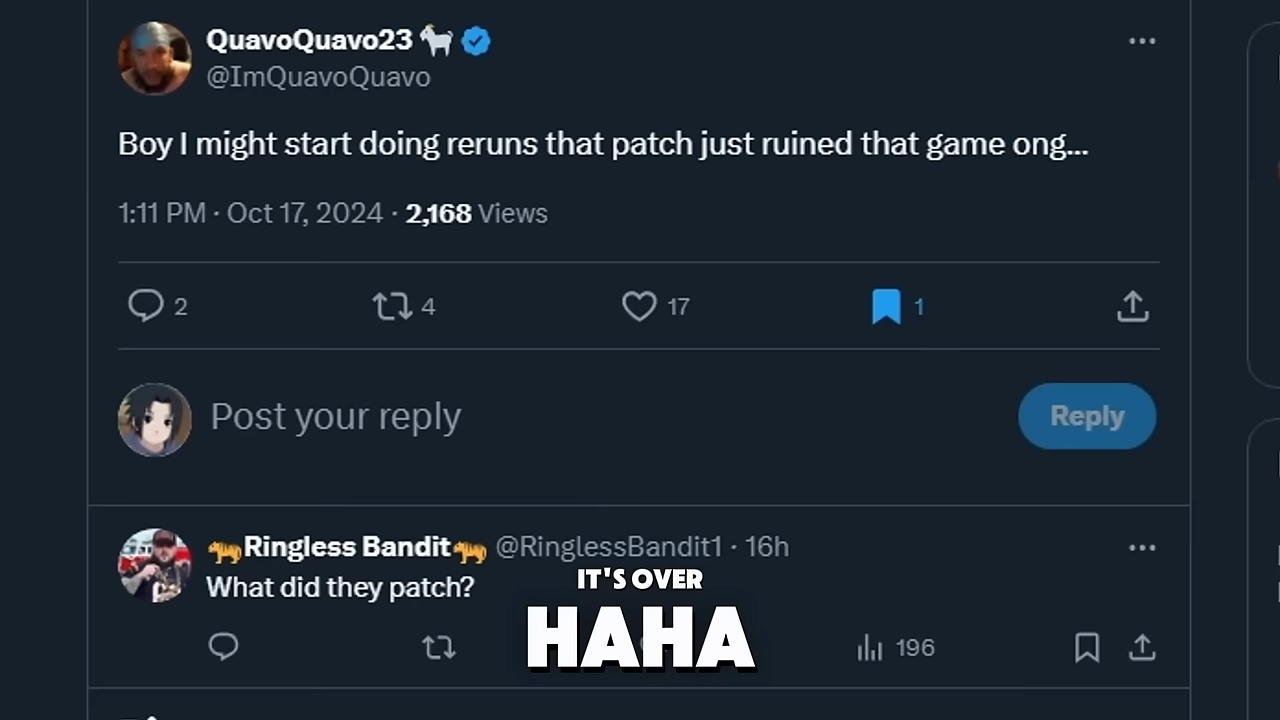 QuavoQuavo23
@ImQuavoQuavo
Boy I might start doing reruns that patch just ruined that game ong...
1:11 PM · Oct 17, 2024 · 2,168 Views
2 4 17 1
Post your reply
Reply
Ringless Bandit @RinglessBandit1 · 16h
What did they patch?
IT'S OVER
HAHA
196